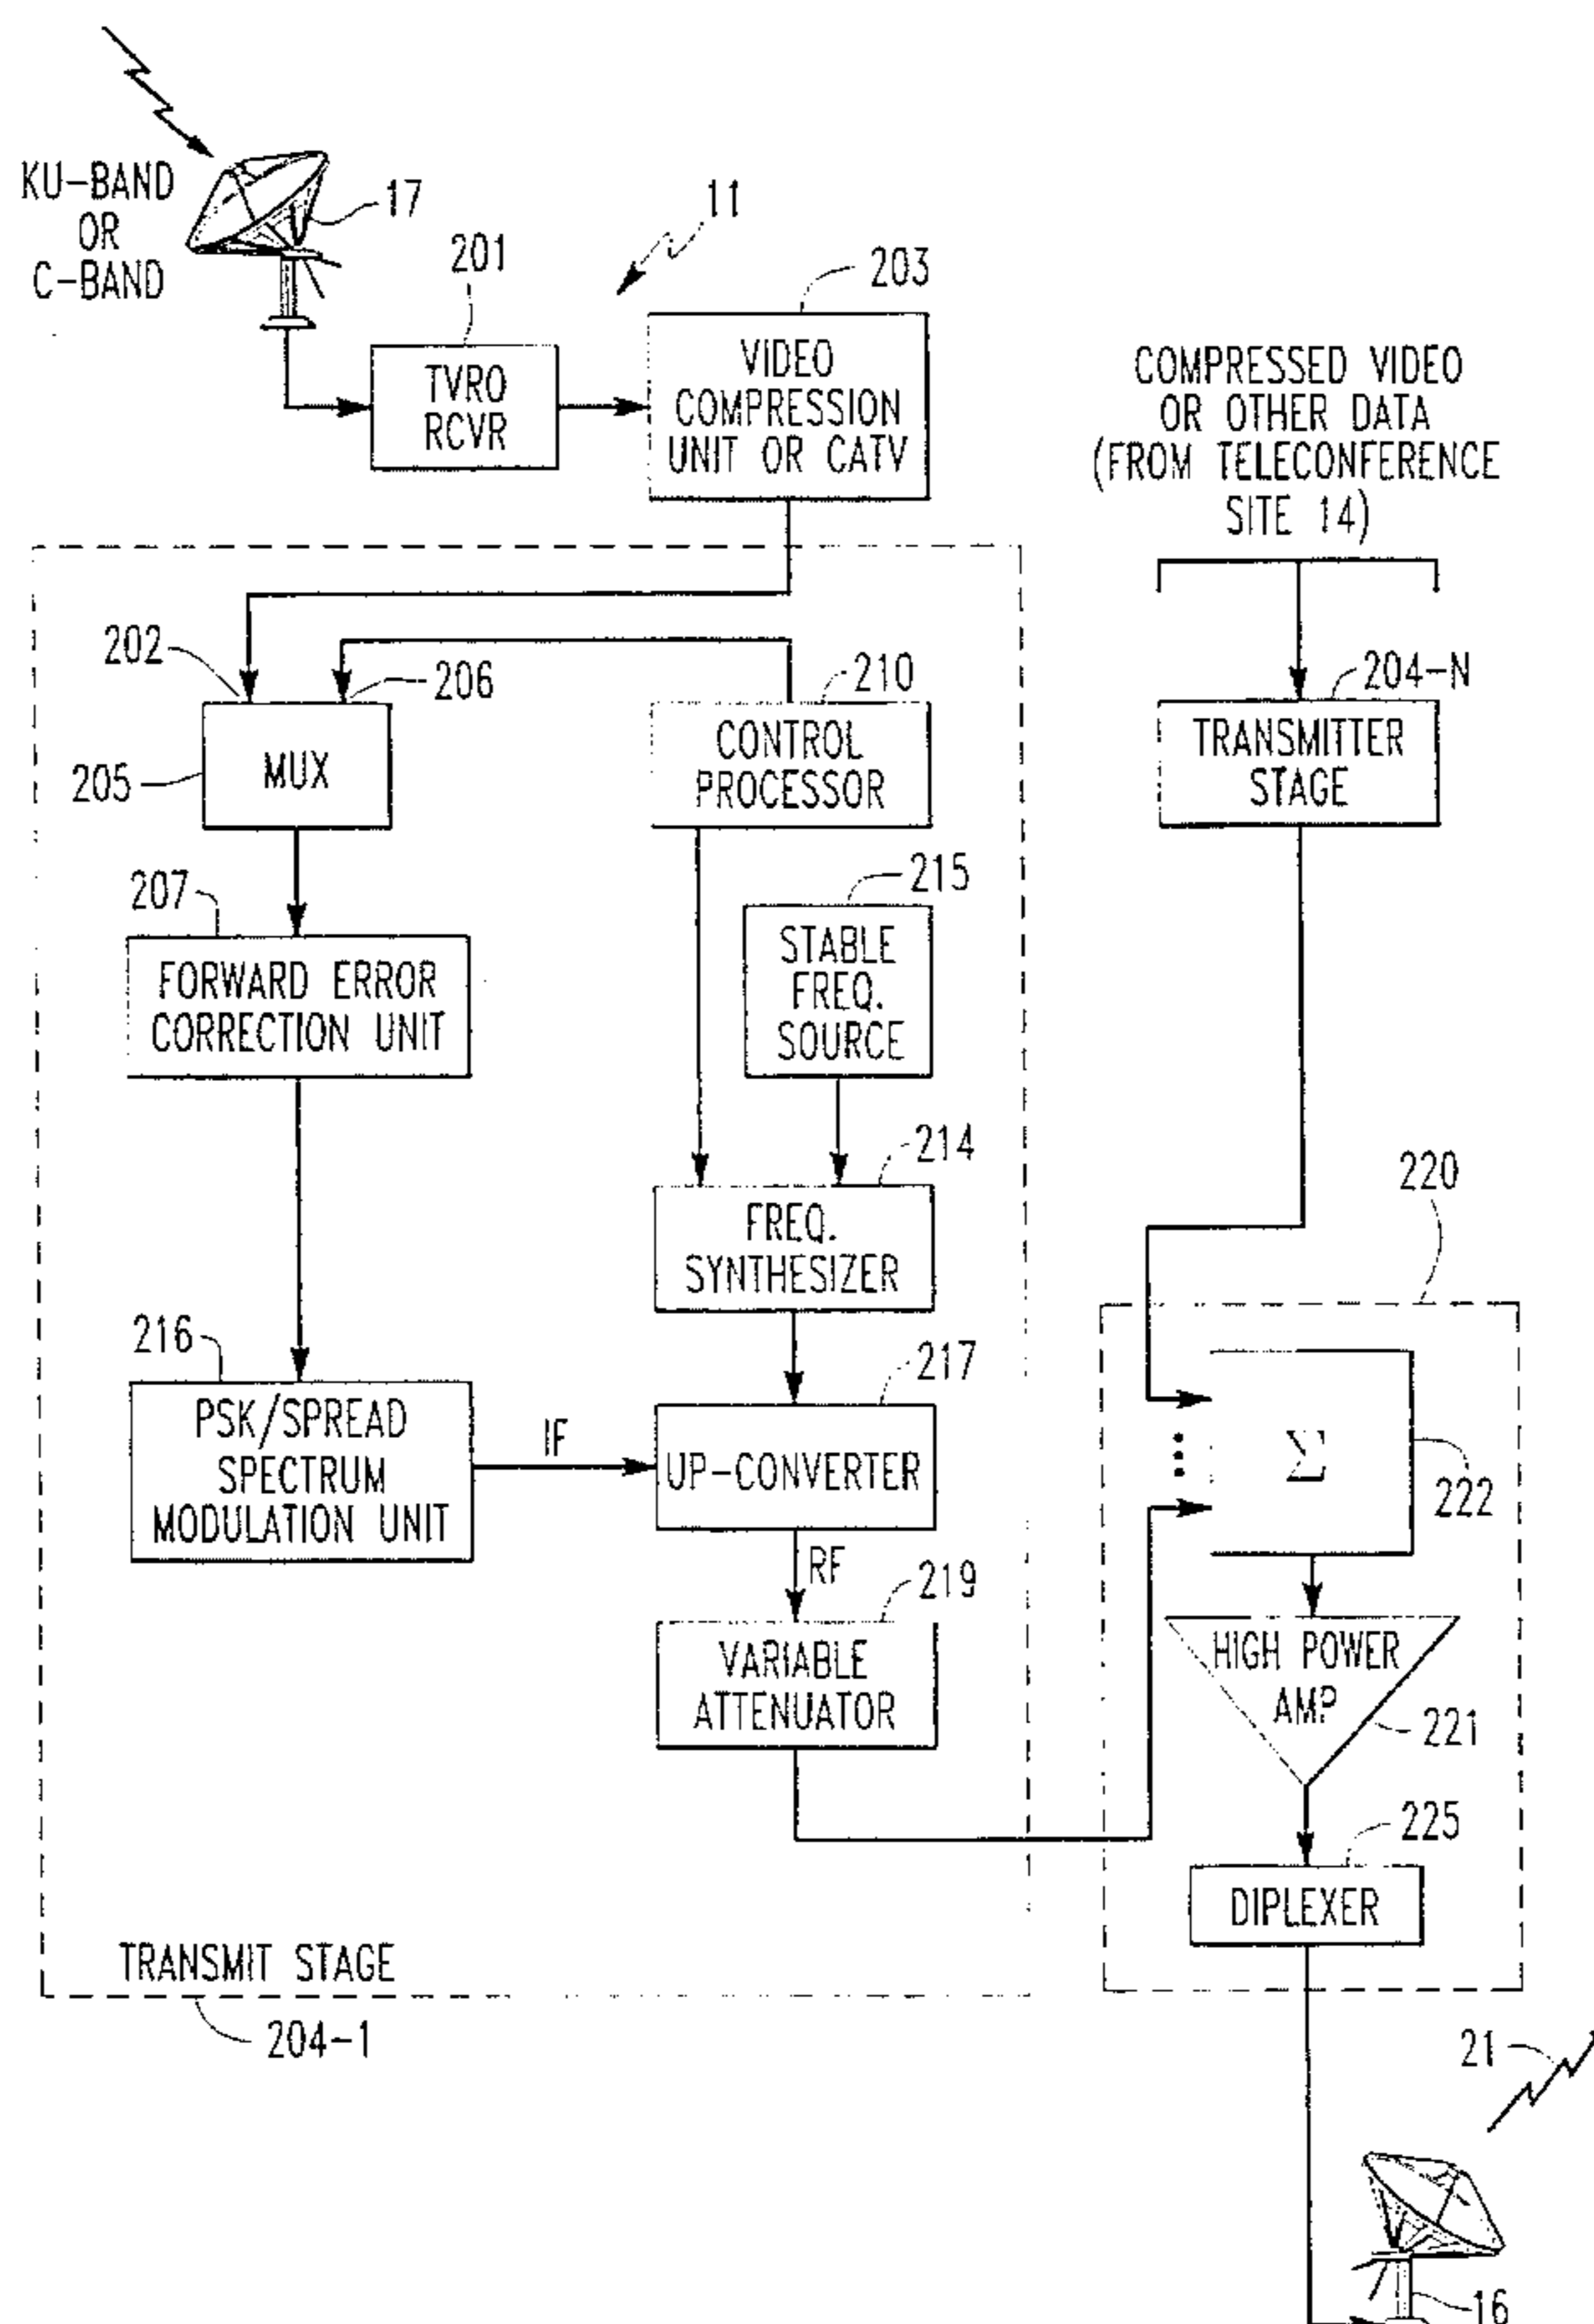 KU-BAND
OR
C-BAND
17
11
201
TVRO
RCVR
203
VIDEO
COMPRESSION
UNIT OR CATV
COMPRESSED VIDEO
OR OTHER DATA
(FROM TELECONFERENCE
SITE 14)
202
206
205
MUX
210
CONTROL
PROCESSOR
204-N
TRANSMITTER
STAGE
207
FORWARD ERROR
CORRECTION UNIT
215
STABLE
FREQ.
SOURCE
214
FREQ.
SYNTHESIZER
220
216
PSK/SPREAD
SPECTRUM
MODULATION UNIT
IF
217
UP-CONVERTER
Σ
222
RF
219
VARIABLE
ATTENUATOR
HIGH POWER
AMP
221
225
DIPLEXER
TRANSMIT STAGE
204-1
21
16